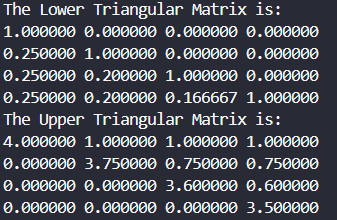 The Lower Triangular Matrix is:
1.000000 0.000000 0.000000 0.000000
0.250000 1.000000 0.000000 0.000000
0.250000 0.200000 1.000000 0.000000
0.250000 0.200000 0.166667 1.000000
The Upper Triangular Matrix is:
4.000000 1.000000 1.000000 1.000000
0.000000 3.750000 0.750000 0.750000
0.000000 0.000000 3.600000 0.600000
0.000000 0.000000 0.000000 3.500000